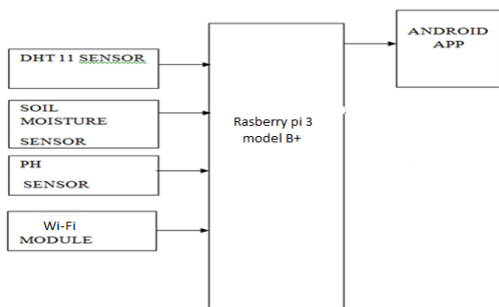 DHT 11 SENSOR
SOIL
MOISTURE
SENSOR
PH
SENSOR
Wi-Fi
MODULE
Rasberry pi 3
model B+
ANDROID
APP